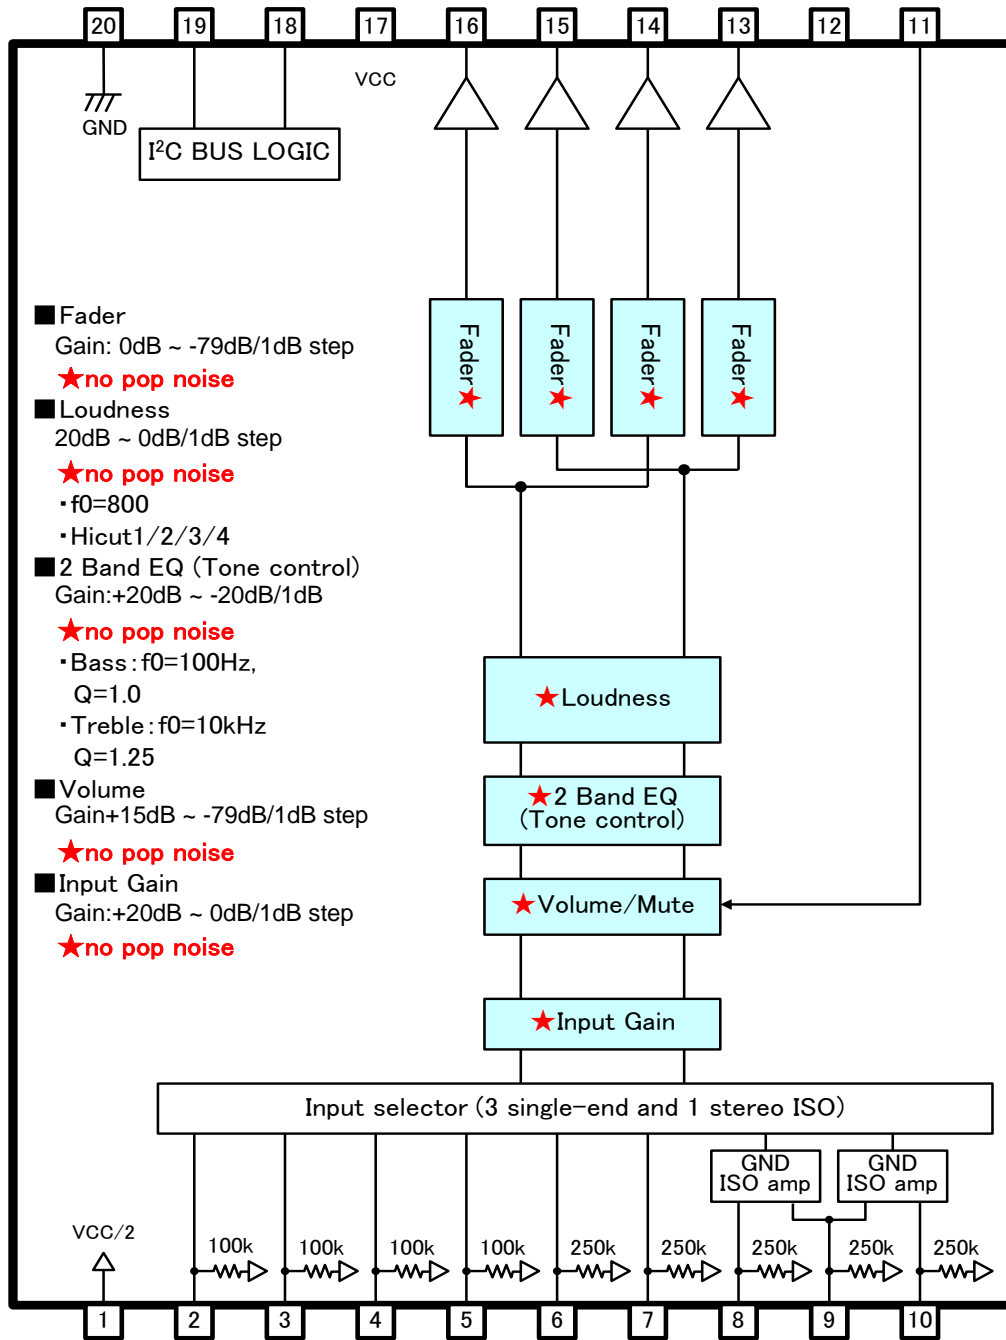 20 19 18 17 16 15 14 13 12 11
VCC
GND
I²C BUS LOGIC
■Fader
Gain: 0dB ~ -79dB/1dB step
★no pop noise
■Loudness
20dB ~ 0dB/1dB step
★no pop noise
・f0=800
・Hicut1/2/3/4
■2 Band EQ (Tone control)
Gain:+20dB ~ -20dB/1dB
★no pop noise
・Bass:f0=100Hz,
Q=1.0
・Treble:f0=10kHz
Q=1.25
■Volume
Gain+15dB ~ -79dB/1dB step
★no pop noise
■Input Gain
Gain:+20dB ~ 0dB/1dB step
★no pop noise
Fader★
Fader★
Fader★
Fader★
★Loudness
★2 Band EQ
(Tone control)
★Volume/Mute
★Input Gain
Input selector (3 single-end and 1 stereo ISO)
GND
ISO amp
GND
ISO amp
VCC/2
100k 100k 100k 100k 250k 250k 250k 250k 250k
1 2 3 4 5 6 7 8 9 10